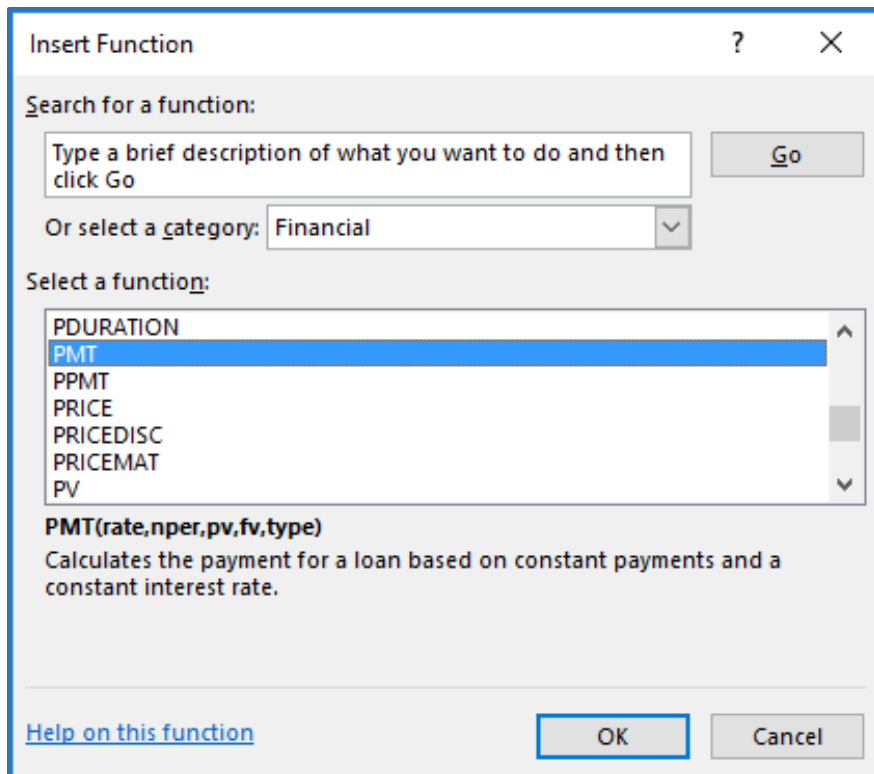 Insert Function
?
Search for a function:
Type a brief description of what you want to do and then
click Go
Go
Or select a category: Financial
Select a function:
PDURATION
PMT
PPMT
PRICE
PRICEDISC
PRICEMAT
PV
PMT(rate,nper,pv,fv,type)
Calculates the payment for a loan based on constant payments and a
constant interest rate.
Help on this function
OK
Cancel